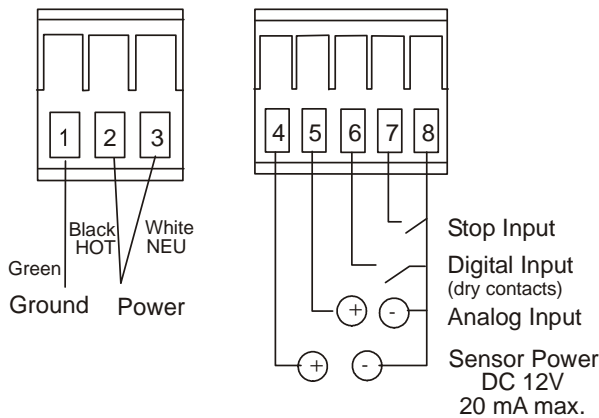 1 2 3
Black HOT
White NEU
Green
Ground Power
4 5 6 7 8
Stop Input
Digital Input
(dry contacts)
+ -
Analog Input
+ -
Sensor Power
DC 12V
20 mA max.